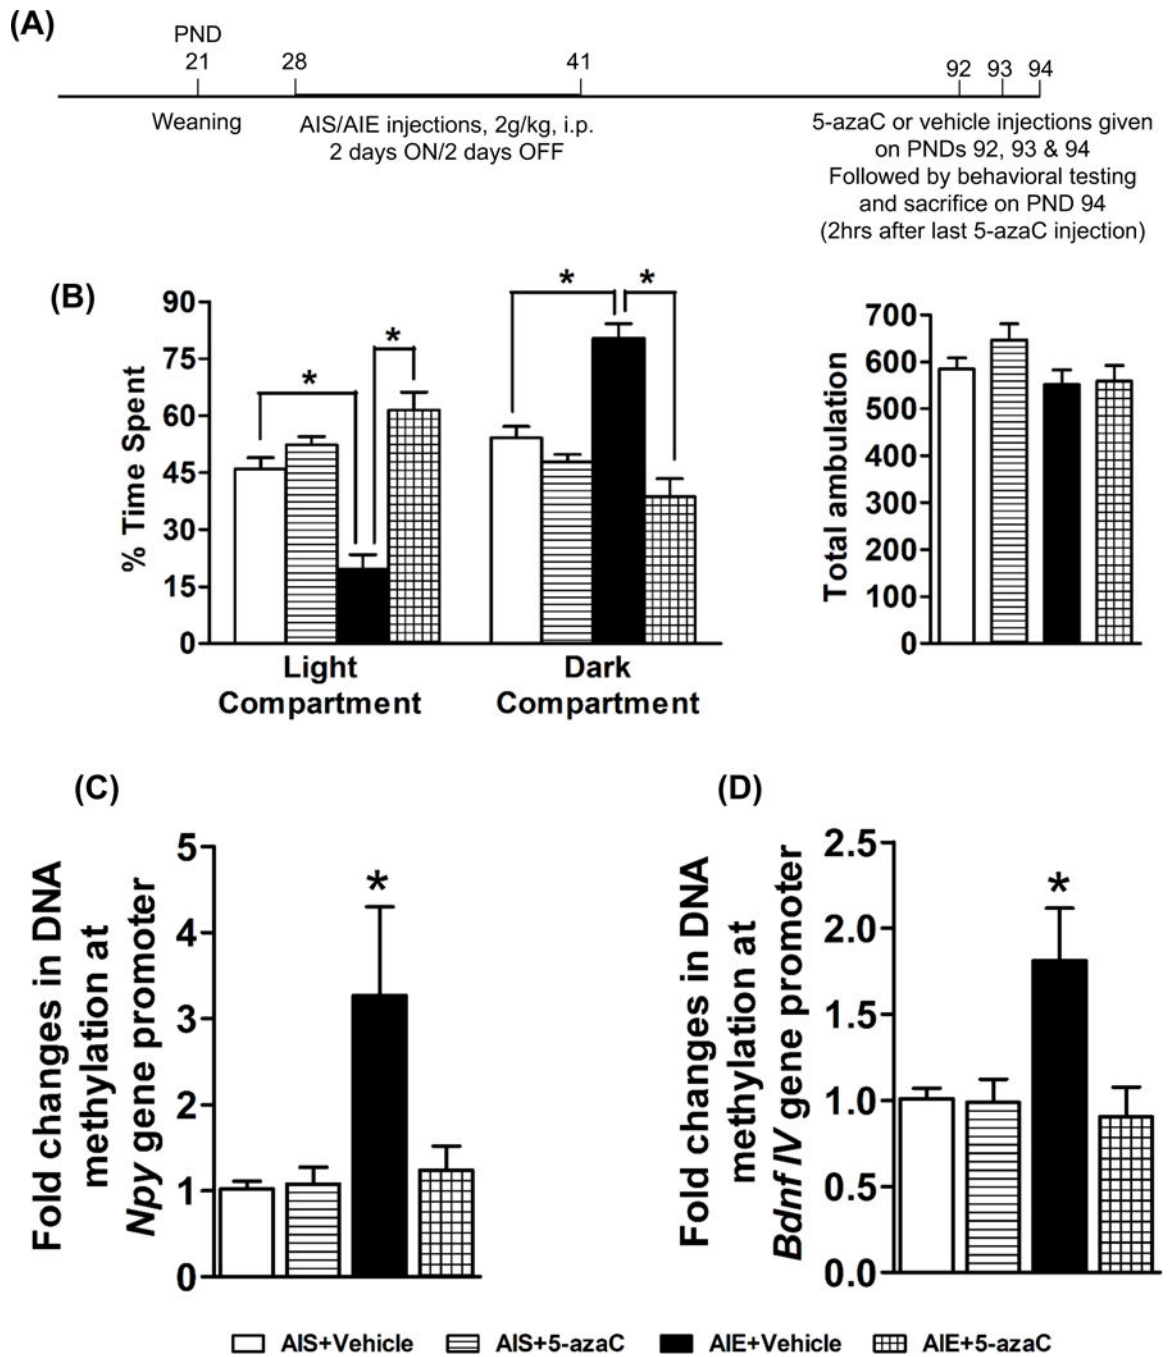 (A)
PND
21
28
41
92
93
94
Weaning
AIS/AIE injections, 2g/kg, i.p.
2 days ON/2 days OFF
5-azaC or vehicle injections given
on PNDs 92, 93 & 94
Followed by behavioral testing
and sacrifice on PND 94
(2hrs after last 5-azaC injection)
(B)
% Time Spent
90
75
60
45
30
15
0
*
*
*
*
Light
Compartment
Dark
Compartment
Total ambulation
700
600
500
400
300
200
100
0
(C)
Fold changes in DNA
methylation at
Npy gene promoter
5
4
3
2
1
0
*
(D)
Fold changes in DNA
methylation at
Bdnf IV gene promoter
2.5
2.0
1.5
1.0
0.5
0.0
*
AIS+Vehicle
AIS+5-azaC
AIE+Vehicle
AIE+5-azaC